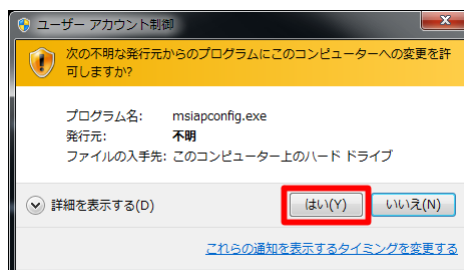 ユーザー アカウント制御
次の不明な発行元からのプログラムにこのコンピューターへの変更を許
可しますか?
プログラム名: msiapconfig.exe
発行元: 不明
ファイルの入手先: このコンピューター上のハード ドライブ
詳細を表示する(D) はい(Y) いいえ(N)
これらの通知を表示するタイミングを変更する